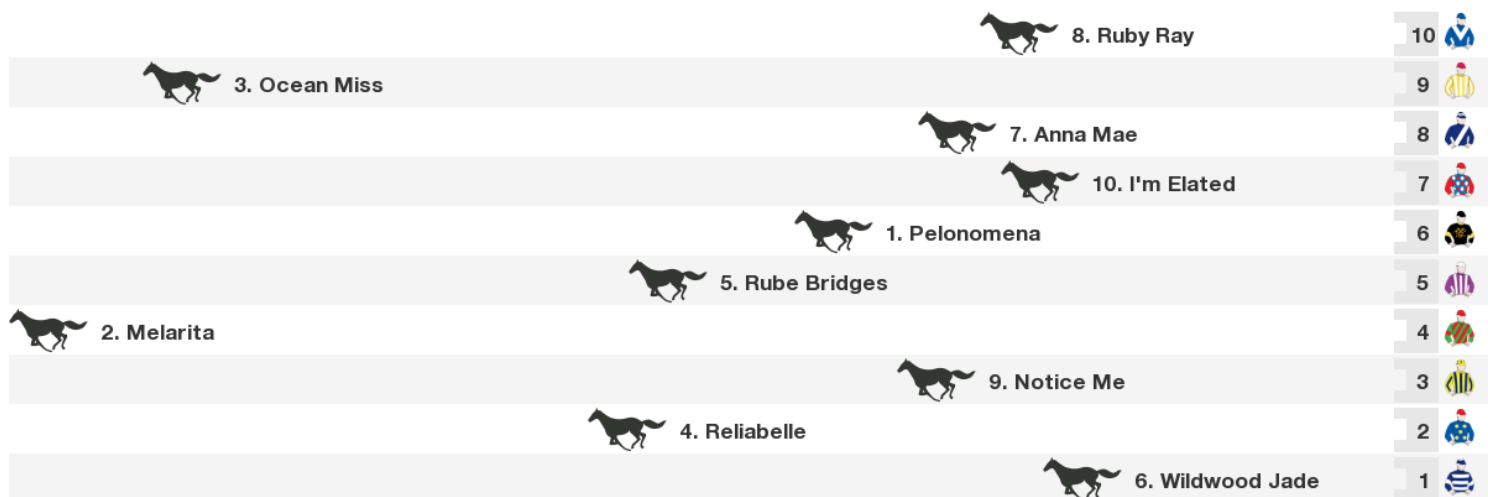 8. Ruby Ray 10
3. Ocean Miss 9
7. Anna Mae 8
10. I'm Elated 7
1. Pelonomena 6
5. Rube Bridges 5
2. Melarita 4
9. Notice Me 3
4. Reliabelle 2
6. Wildwood Jade 1